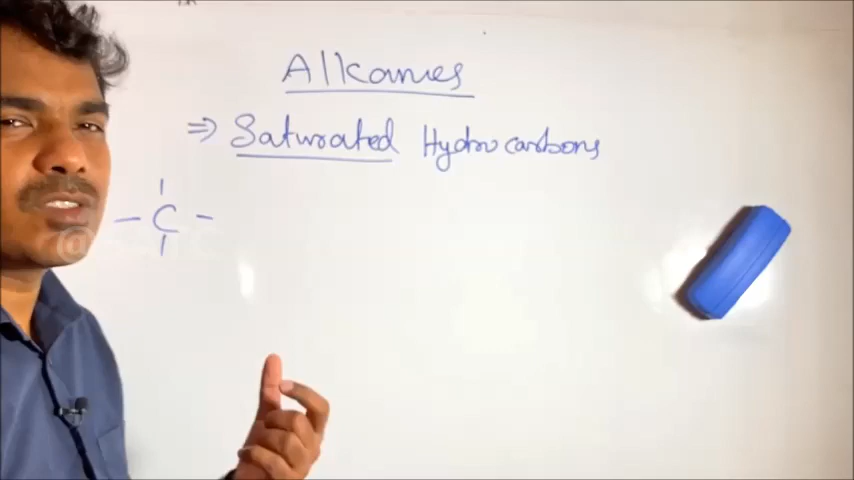 Alkanes
⇒ Saturated Hydrocarbons
– C –